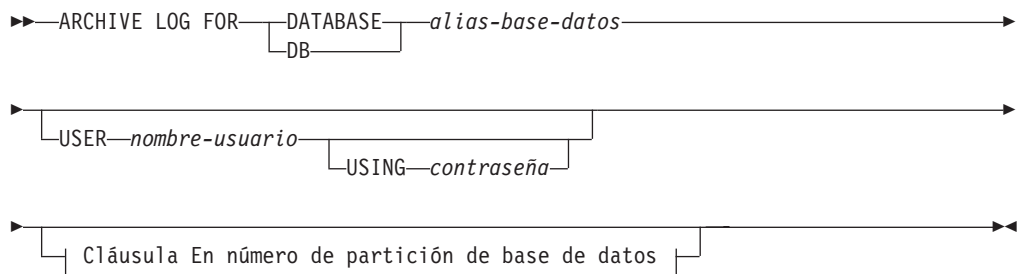 ARCHIVE LOG FOR DATABASE alias-base-datos
DB
USER nombre-usuario
USING contraseña
Cláusula En número de partición de base de datos